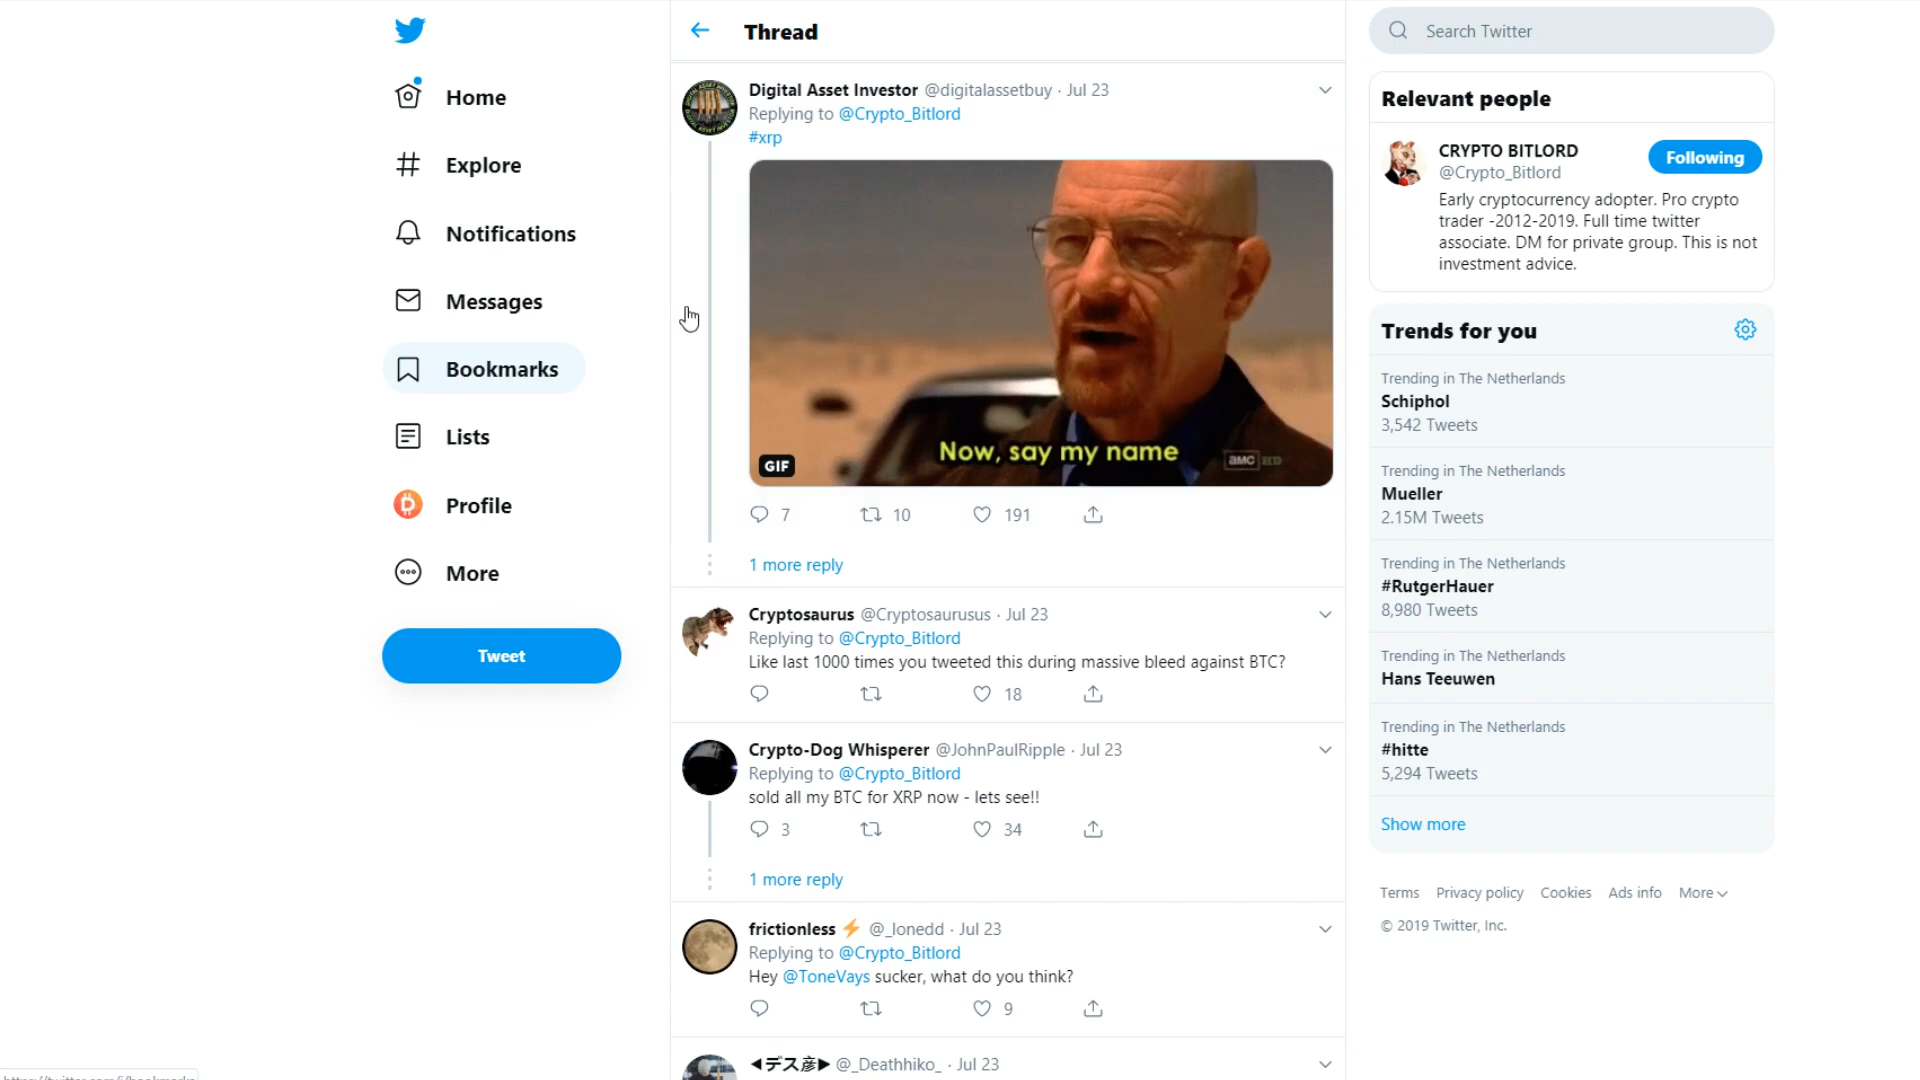 Home
Explore
Notifications
Messages
Bookmarks
Lists
Profile
More
Tweet
Thread
Digital Asset Investor @digitalassetbuy · Jul 23
Replying to @Crypto_Bitlord
#xrp
Now, say my name
amc HD
GIF
7
10
191
1 more reply
Cryptosaurus @Cryptosaurusus · Jul 23
Replying to @Crypto_Bitlord
Like last 1000 times you tweeted this during massive bleed against BTC?
18
Crypto-Dog Whisperer @JohnPaulRipple · Jul 23
Replying to @Crypto_Bitlord
sold all my BTC for XRP now - lets see!!
3
34
1 more reply
frictionless ⚡ @_Ionedd · Jul 23
Replying to @Crypto_Bitlord
Hey @ToneVays sucker, what do you think?
9
◀デス彦▶ @_Deathhiko_ · Jul 23
Search Twitter
Relevant people
CRYPTO BITLORD
@Crypto_Bitlord
Following
Early cryptocurrency adopter. Pro crypto
trader -2012-2019. Full time twitter
associate. DM for private group. This is not
investment advice.
Trends for you
Trending in The Netherlands
Schiphol
3,542 Tweets
Trending in The Netherlands
Mueller
2.15M Tweets
Trending in The Netherlands
#RutgerHauer
8,980 Tweets
Trending in The Netherlands
Hans Teeuwen
Trending in The Netherlands
#hitte
5,294 Tweets
Show more
Terms Privacy policy Cookies Ads info More
© 2019 Twitter, Inc.